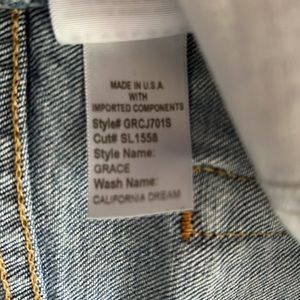 MADE IN U.S.A.
WITH
IMPORTED COMPONENTS
Style# GRCJ701S
Cut# SL1558
Style Name:
GRACE
Wash Name:
CALIFORNIA DREAM